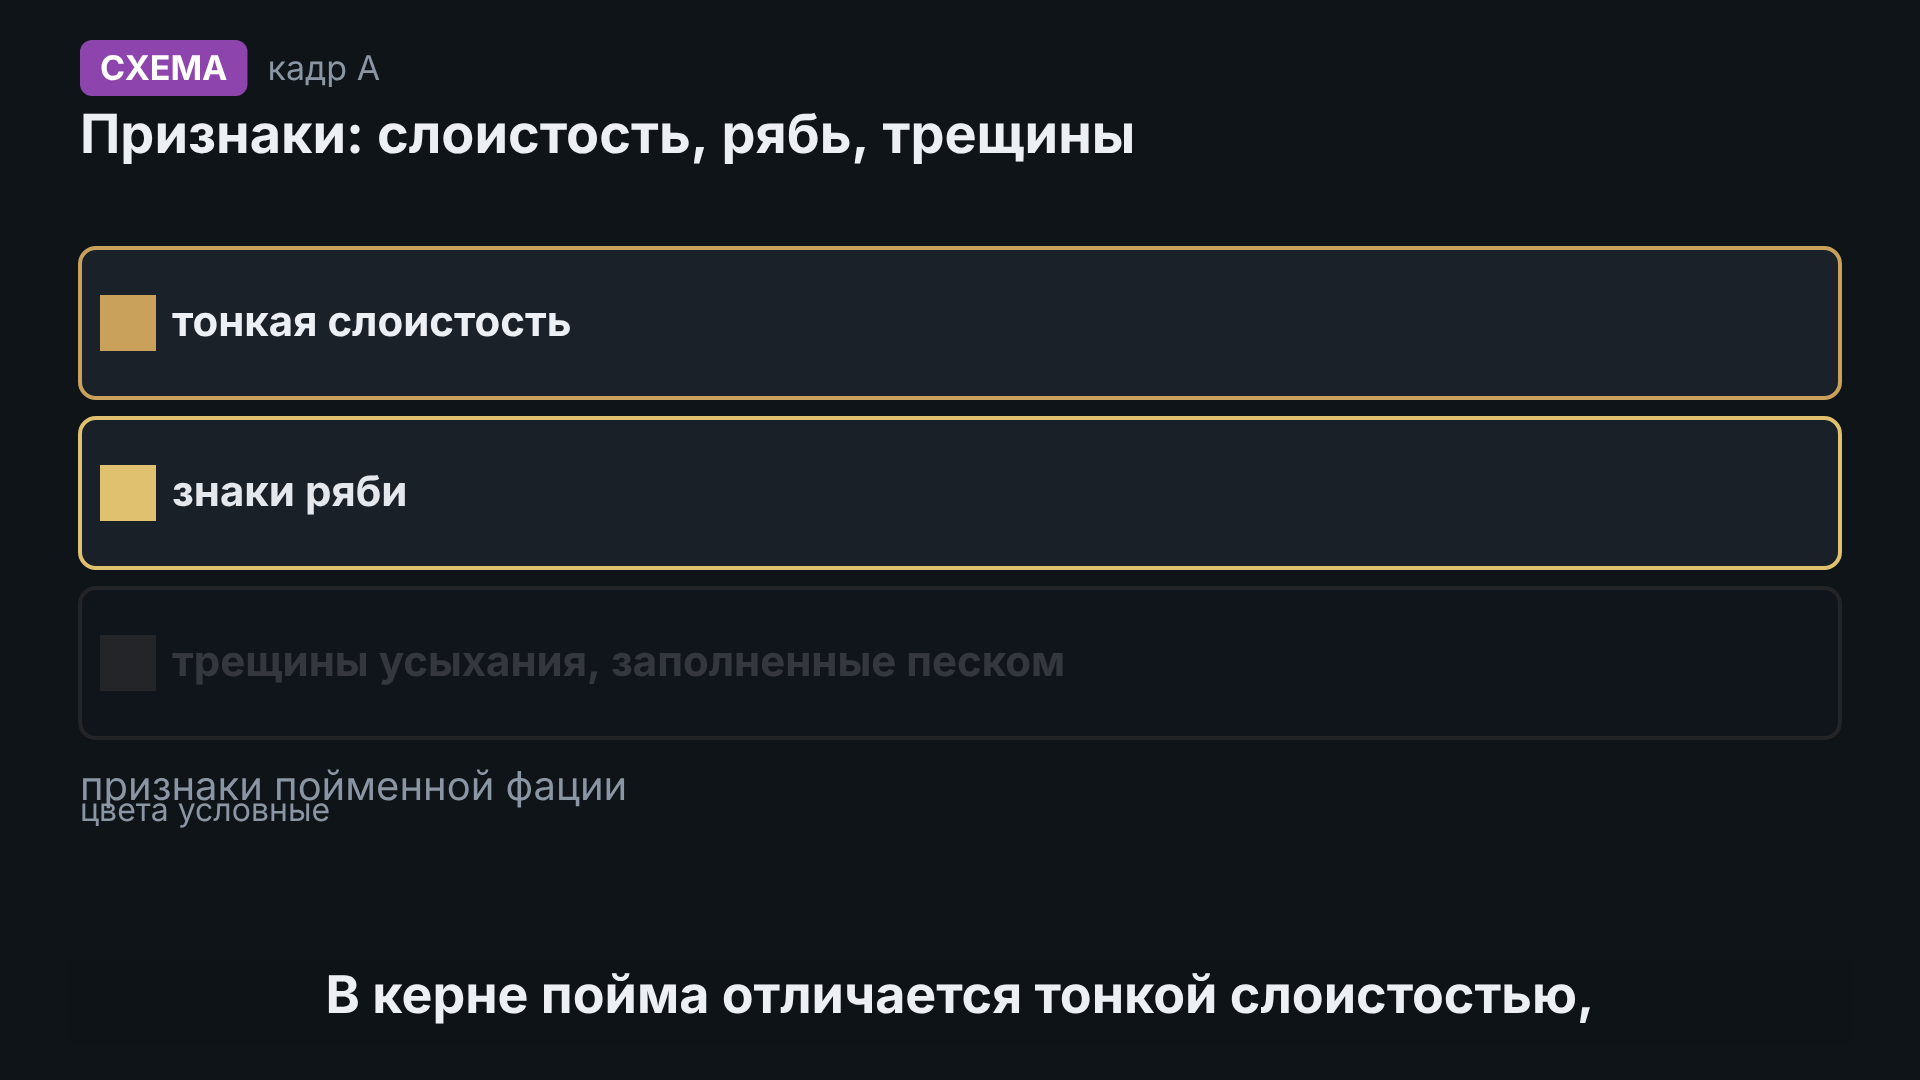 СХЕМА кадр А
Признаки: слоистость, рябь, трещины
тонкая слоистость
знаки ряби
трещины усыхания, заполненные песком
признаки пойменной фации
цвета условные
В керне пойма отличается тонкой слоистостью,